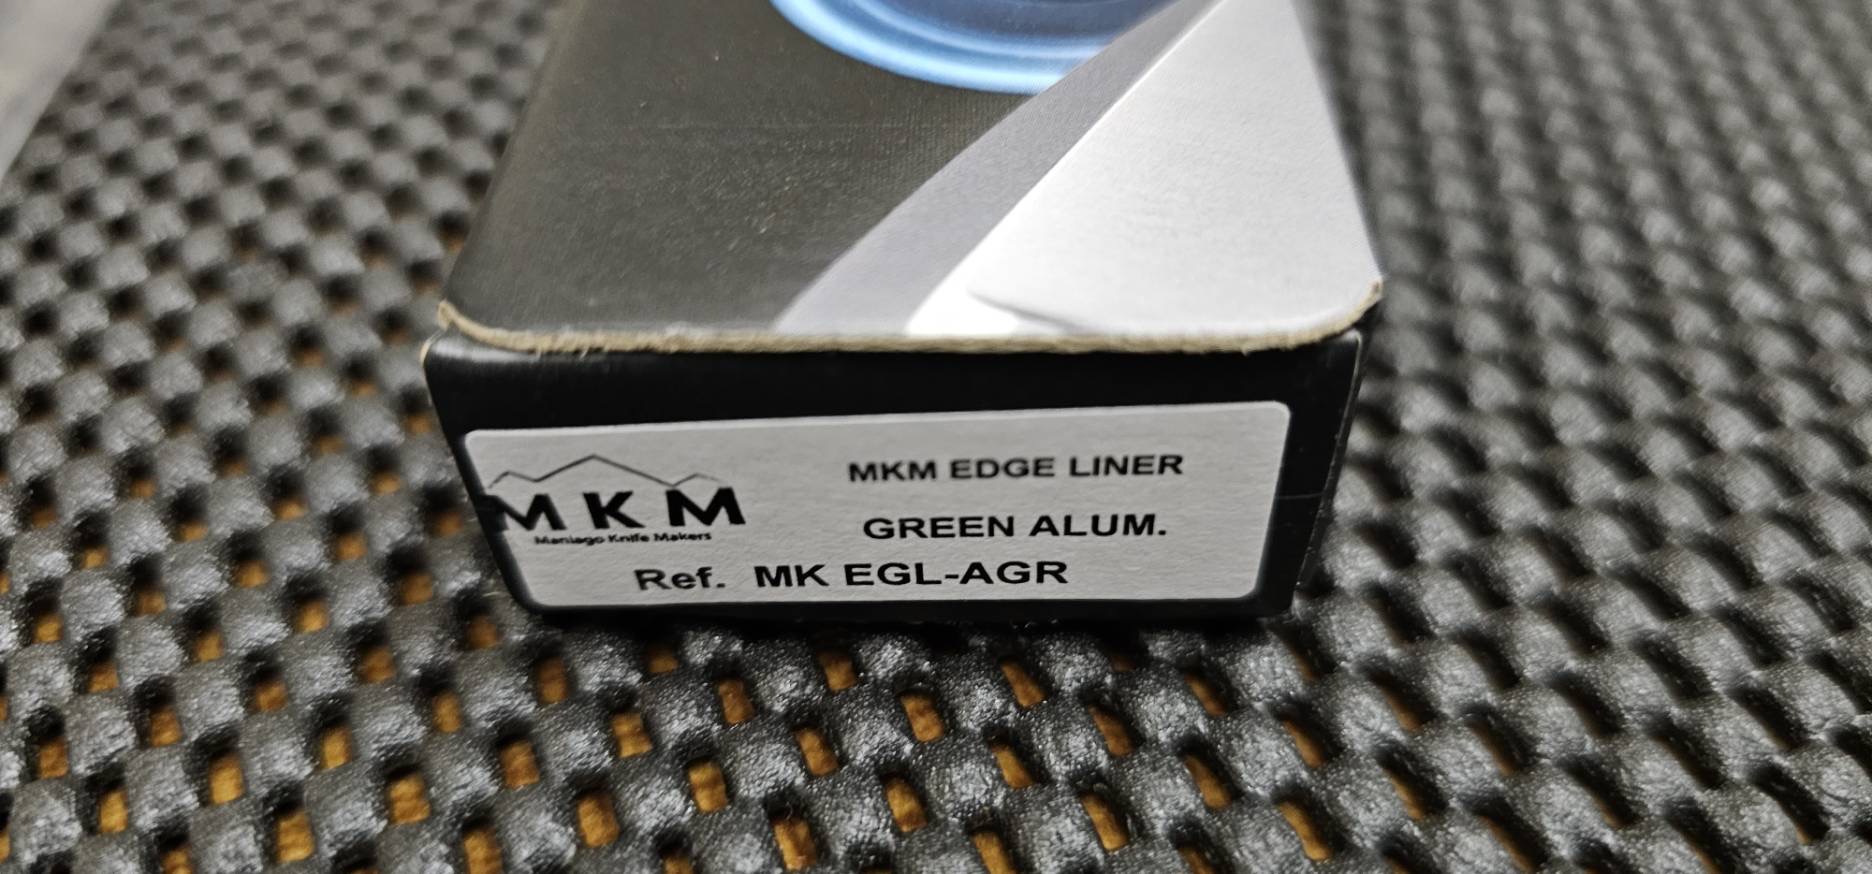 MKM
Maniago Knife Makers
MKM EDGE LINER
GREEN ALUM.
Ref. MK EGL-AGR